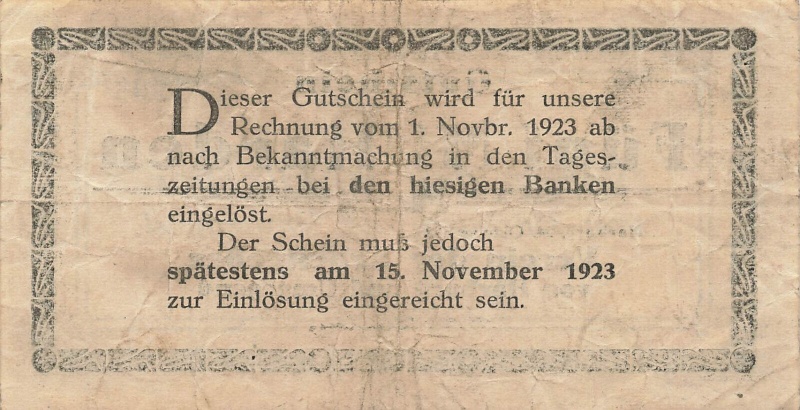 Dieser Gutschein wird für unsere
Rechnung vom 1. Novbr. 1923 ab
nach Bekanntmachung in den Tages-
zeitungen bei den hiesigen Banken
eingelöst.
Der Schein muß jedoch
spätestens am 15. November 1923
zur Einlösung eingereicht sein.